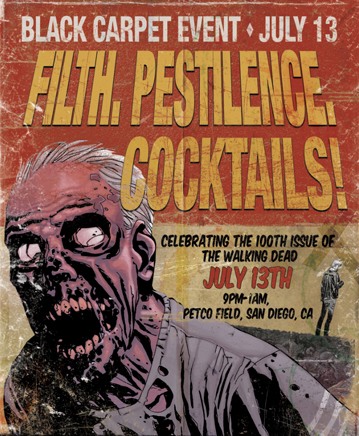 BLACK CARPET EVENT ♦ JULY 13
FILTH. PESTILENCE.
COCKTAILS!
CELEBRATING THE 100TH ISSUE OF
THE WALKING DEAD
JULY 13TH
9PM-1AM,
PETCO FIELD, SAN DIEGO, CA